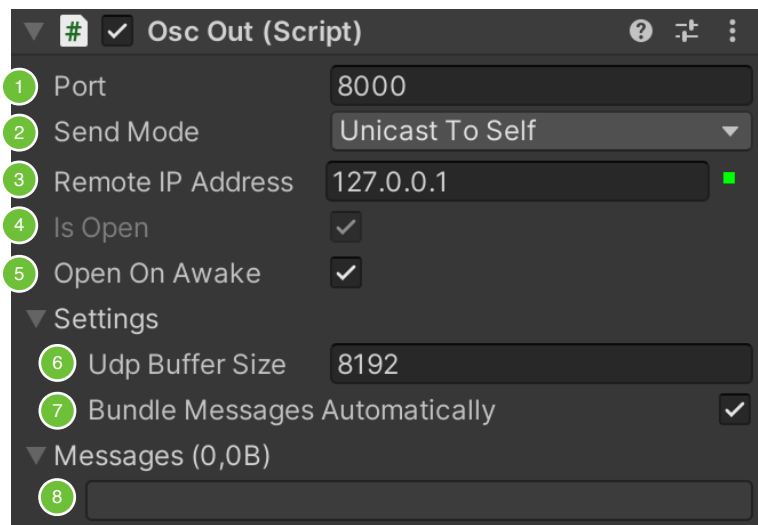 # Osc Out (Script) ?
1 Port 8000
2 Send Mode Unicast To Self
3 Remote IP Address 127.0.0.1
4 Is Open
5 Open On Awake
Settings
6 Udp Buffer Size 8192
7 Bundle Messages Automatically
Messages (0,0B)
8